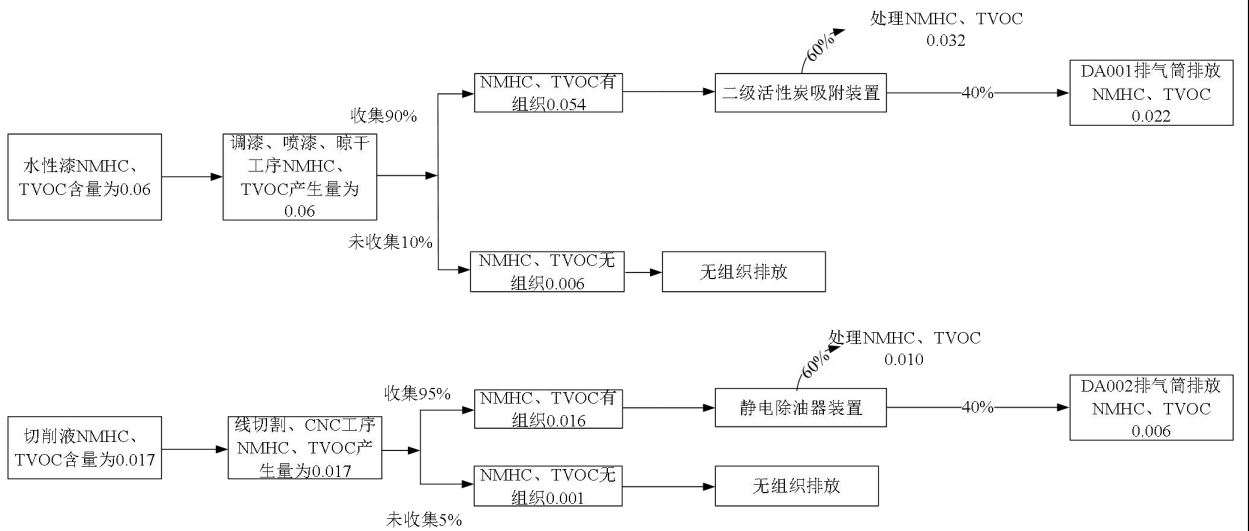 水性漆NMHC、
TVOC含量为0.06
调漆、喷漆、晾干
工序NMHC、
TVOC产生量为
0.06
收集90%
NMHC、TVOC有
组织0.054
二级活性炭吸附装置
60%
处理NMHC、TVOC
0.032
40%
DA001排气筒排放
NMHC、TVOC
0.022
未收集10%
NMHC、TVOC无
组织0.006
无组织排放
切削液NMHC、
TVOC含量为0.017
线切割、CNC工序
NMHC、TVOC产
生量为0.017
收集95%
NMHC、TVOC有
组织0.016
静电除油器装置
60%
处理NMHC、TVOC
0.010
40%
DA002排气筒排放
NMHC、TVOC
0.006
未收集5%
NMHC、TVOC无
组织0.001
无组织排放